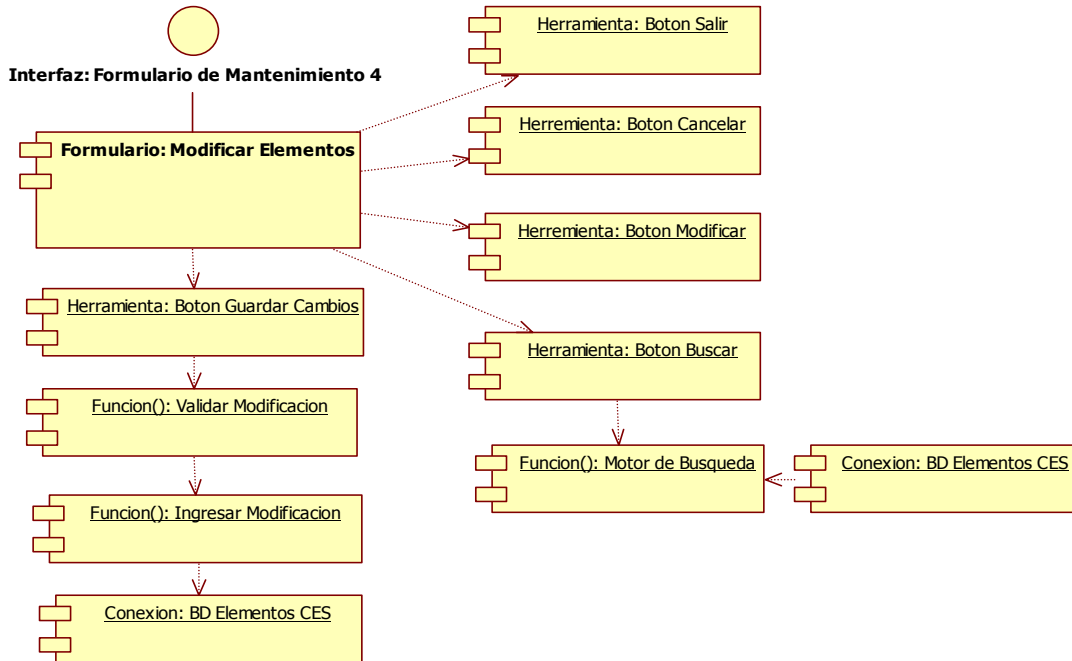 Herramienta: Boton Salir
Interfaz: Formulario de Mantenimiento 4
Herremienta: Boton Cancelar
Formulario: Modificar Elementos
Herremienta: Boton Modificar
Herramienta: Boton Guardar Cambios
Herramienta: Boton Buscar
Funcion(): Validar Modificacion
Funcion(): Motor de Busqueda
Conexion: BD Elementos CES
Funcion(): Ingresar Modificacion
Conexion: BD Elementos CES